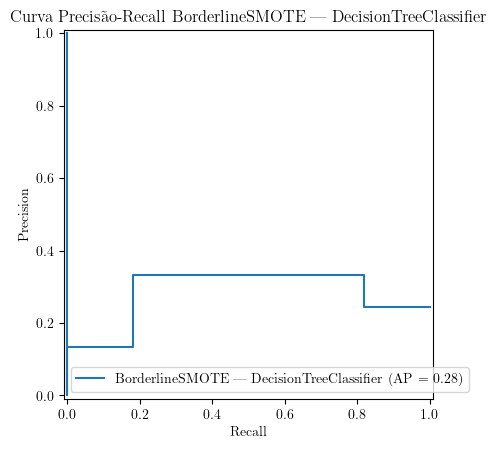 Curva Precisão-Recall BorderlineSMOTE — DecisionTreeClassifier
1.0
0.8
0.6
0.4
0.2
0.0
Precision
BorderlineSMOTE — DecisionTreeClassifier (AP = 0.28)
0.0 0.2 0.4 0.6 0.8 1.0
Recall